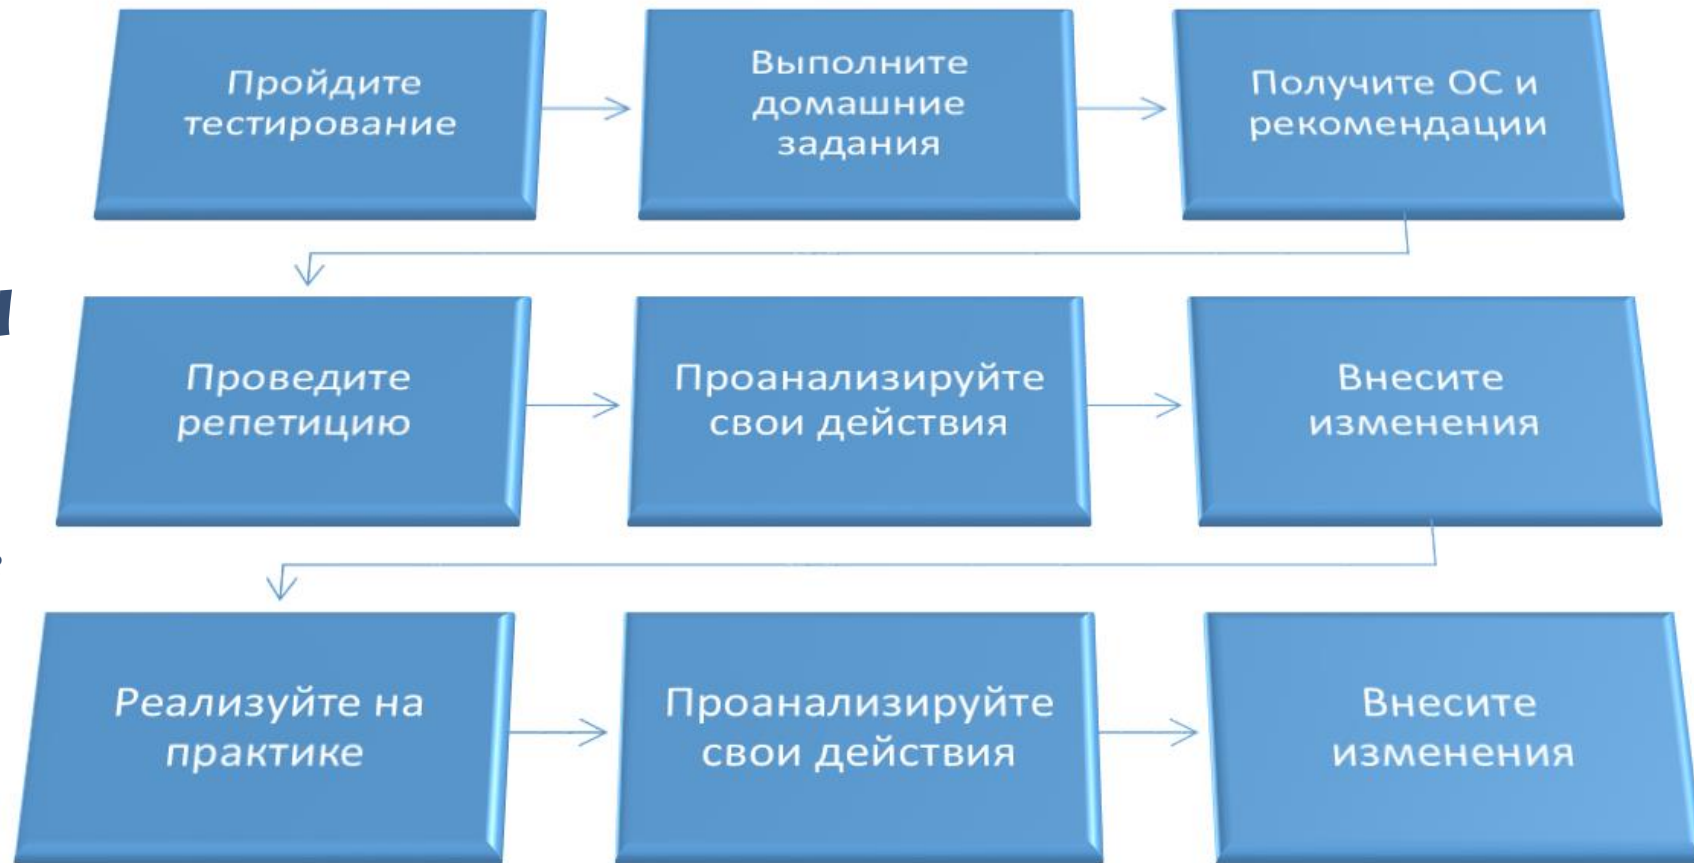 Пройдите
тестирование
Выполните
домашние
задания
Получите ОС и
рекомендации
Проведите
репетицию
Проанализируйте
свои действия
Внесите
изменения
Реализуйте на
практике
Проанализируйте
свои действия
Внесите
изменения